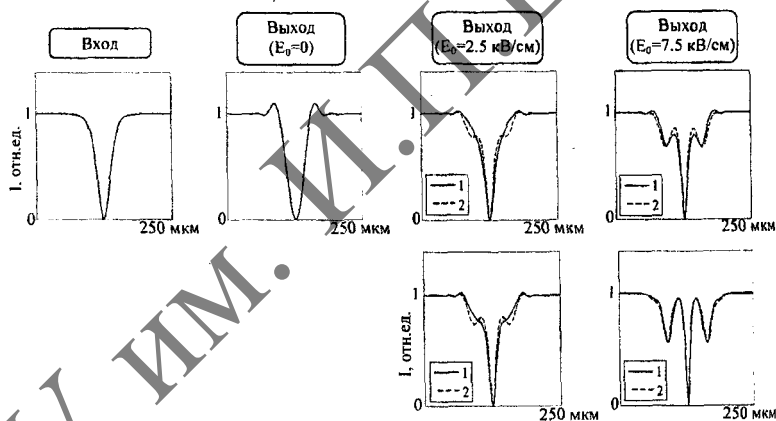 Вход
Выход
(E₀=0)
Выход
(E₀=2.5 кВ/см)
Выход
(E₀=7.5 кВ/см)
I, отн.ед.
1
0
250 мкм
1
0
250 мкм
1
0
1
2
250 мкм
1
0
1
2
250 мкм
I, отн.ед.
1
0
1
2
250 мкм
1
0
1
2
250 мкм
У ИМ. И.П.